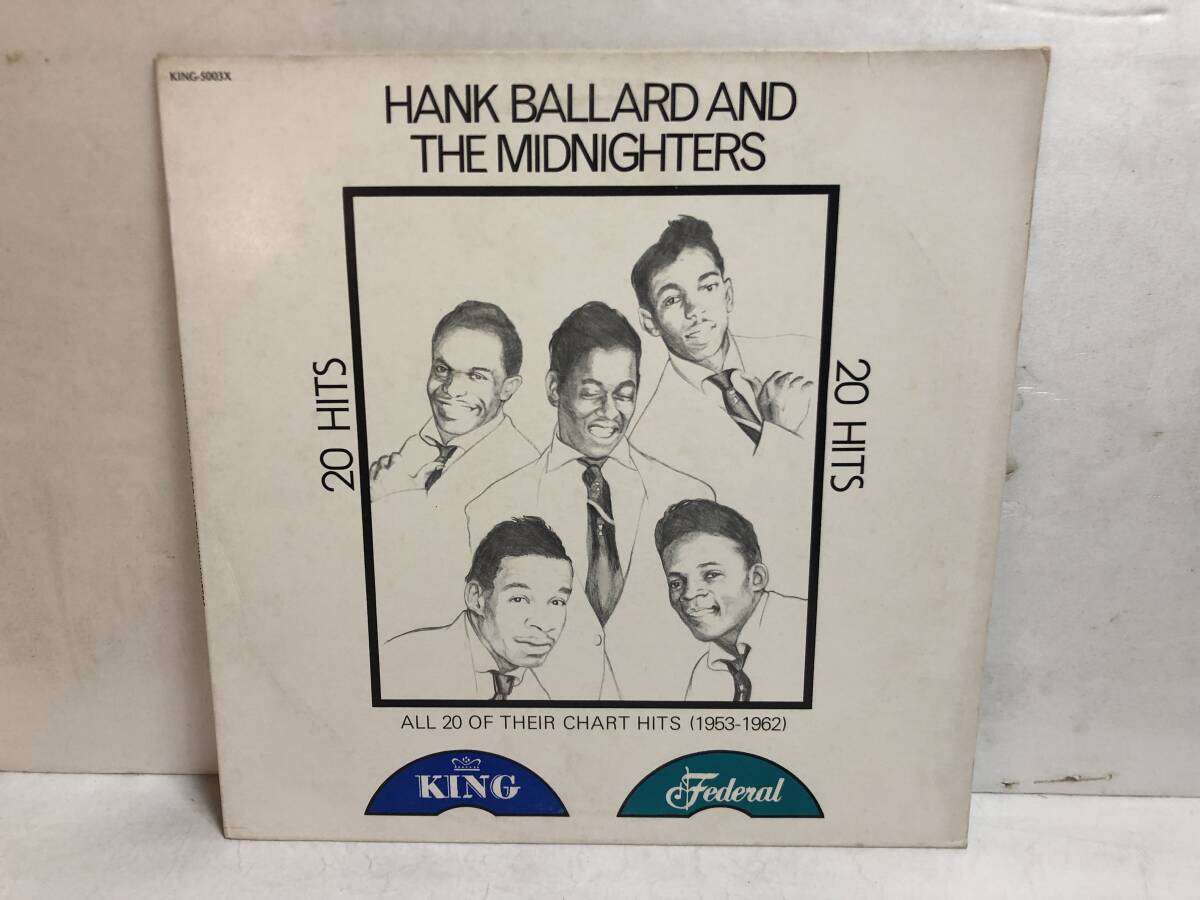 KING-5003X
HANK BALLARD AND
THE MIDNIGHTERS
20 HITS
20 HITS
ALL 20 OF THEIR CHART HITS (1953-1962)
KING
Federal